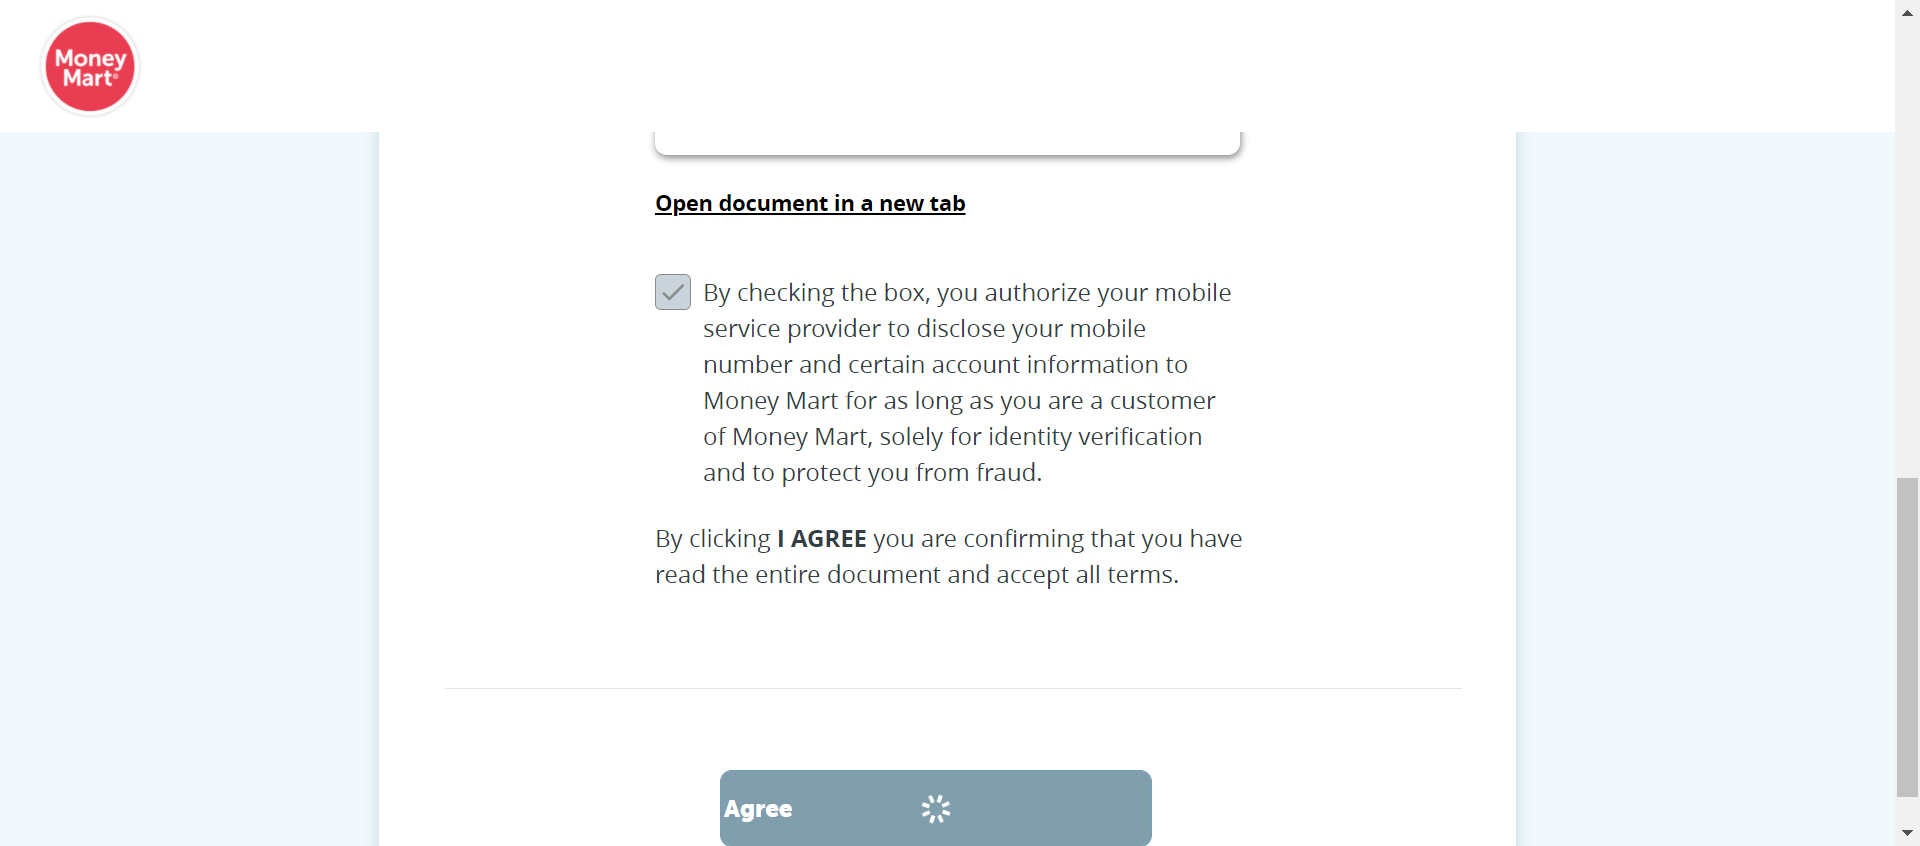 Money
Mart®
Open document in a new tab
By checking the box, you authorize your mobile
service provider to disclose your mobile
number and certain account information to
Money Mart for as long as you are a customer
of Money Mart, solely for identity verification
and to protect you from fraud.
By clicking I AGREE you are confirming that you have
read the entire document and accept all terms.
Agree